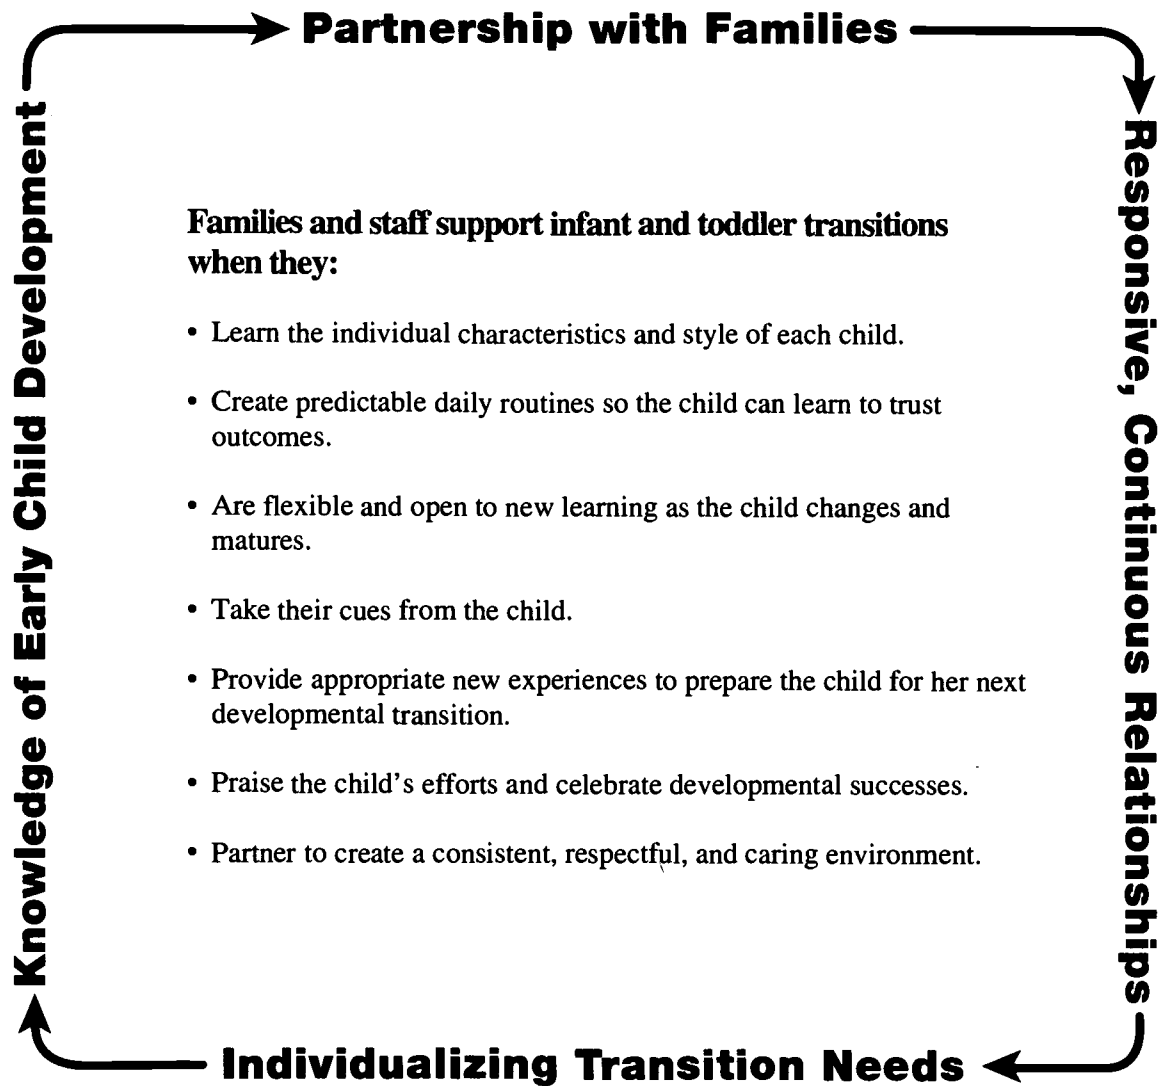 Partnership with Families
Responsive, Continuous Relationships
Individualizing Transition Needs
Knowledge of Early Child Development
Families and staff support infant and toddler transitions
when they:
• Learn the individual characteristics and style of each child.
• Create predictable daily routines so the child can learn to trust
outcomes.
• Are flexible and open to new learning as the child changes and
matures.
• Take their cues from the child.
• Provide appropriate new experiences to prepare the child for her next
developmental transition.
• Praise the child's efforts and celebrate developmental successes.
• Partner to create a consistent, respectful, and caring environment.